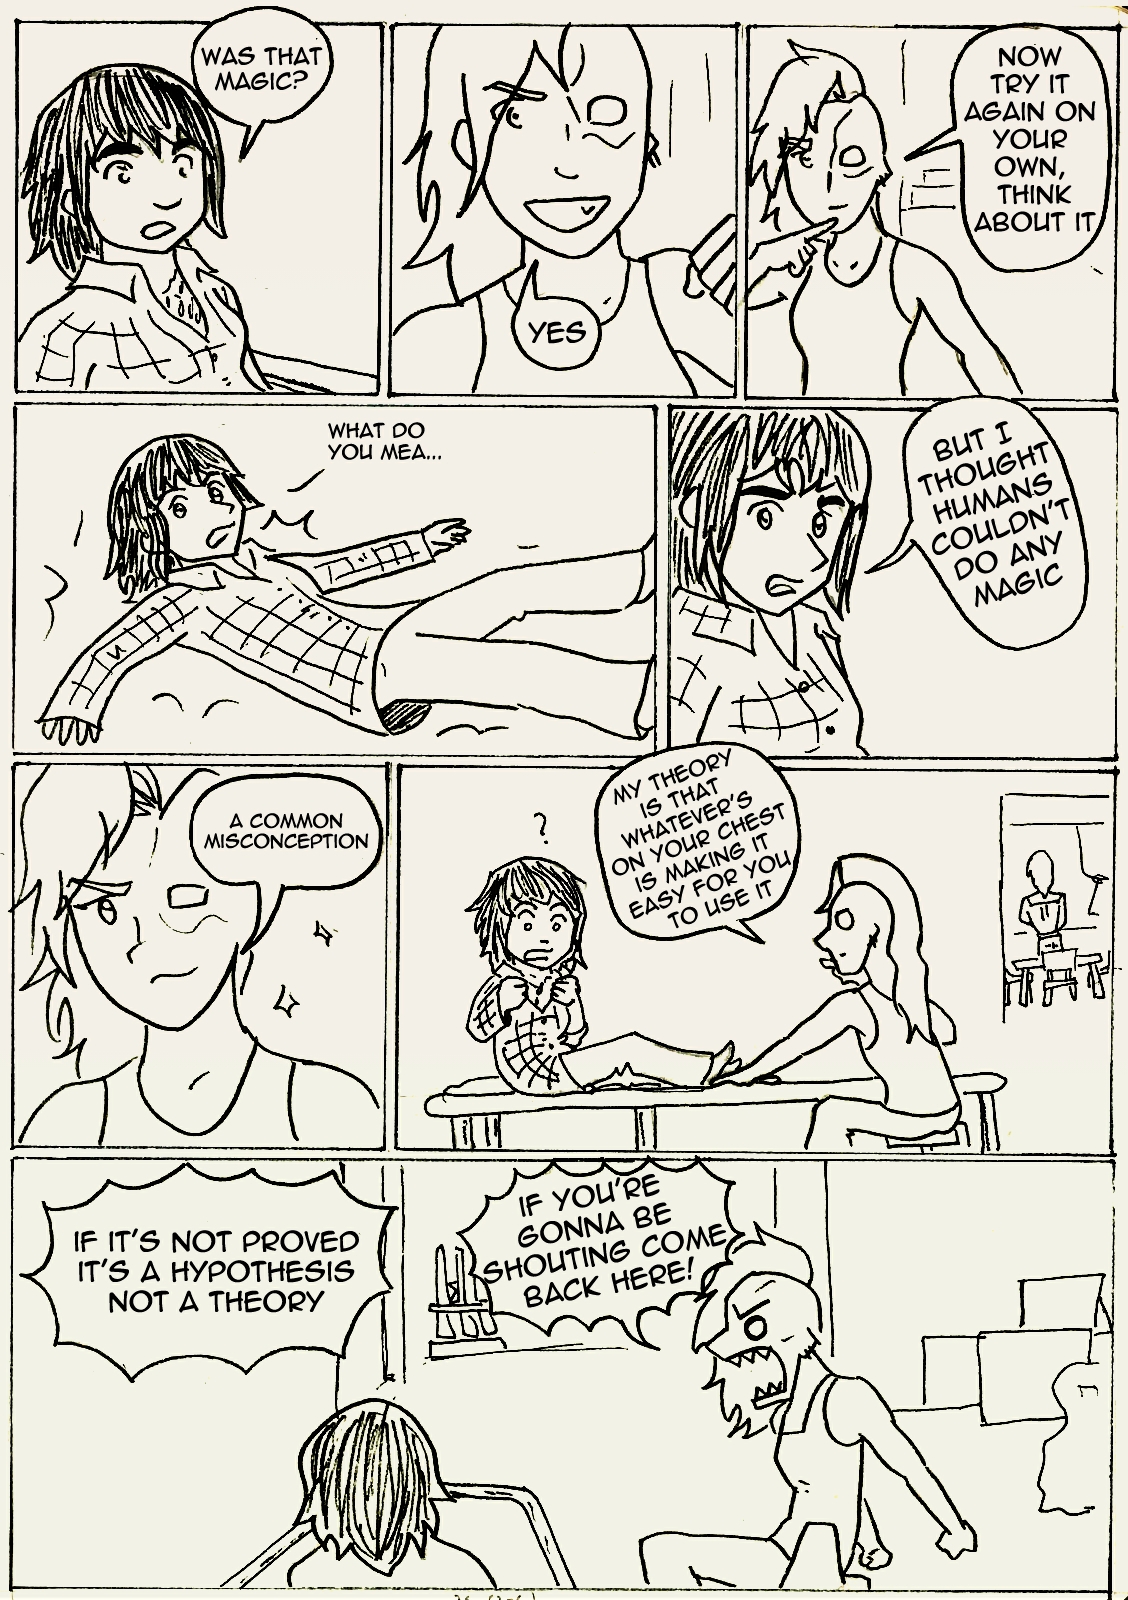 WAS THAT
MAGIC?
YES
NOW
TRY IT
AGAIN ON
YOUR
OWN,
THINK
ABOUT IT
WHAT DO
YOU MEA...
BUT I
THOUGHT
HUMANS
COULDN'T
DO ANY
MAGIC
A COMMON
MISCONCEPTION
?
MY THEORY
IS THAT
WHATEVER'S
ON YOUR CHEST
IS MAKING IT
EASY FOR YOU
TO USE IT
IF IT'S NOT PROVED
IT'S A HYPOTHESIS
NOT A THEORY
IF YOU'RE
GONNA BE
SHOUTING COME
BACK HERE!